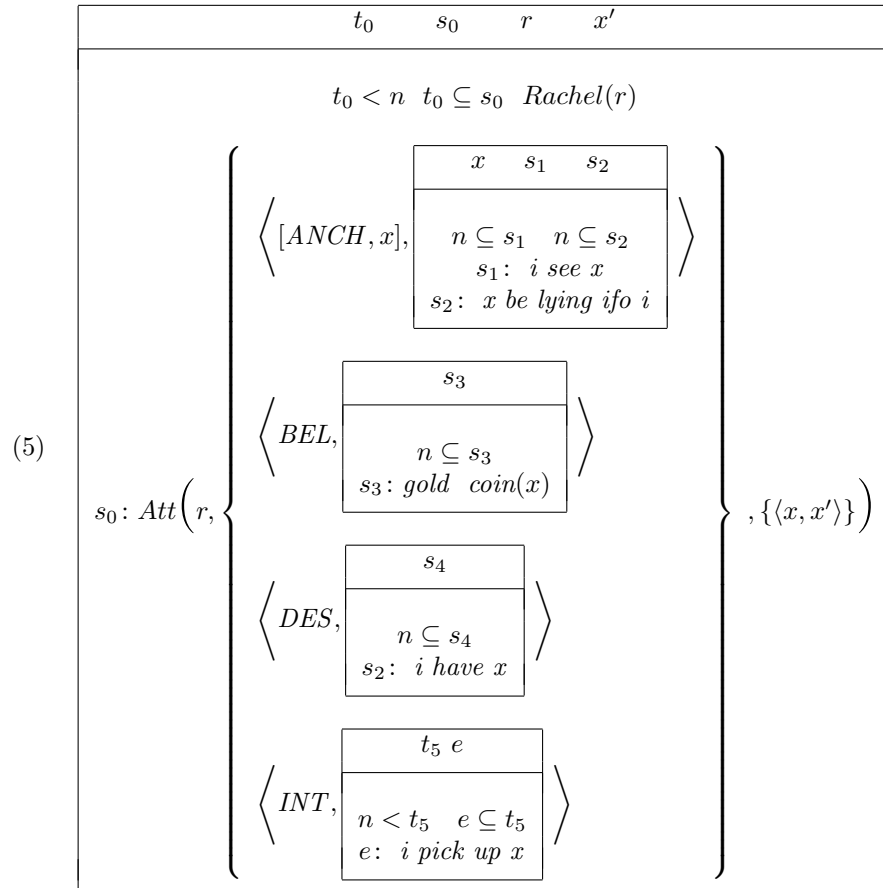 t₀ s₀ r x′
t₀ < n t₀ ⊆ s₀ Rachel(r)
x s₁ s₂
⟨[ANCH, x], n ⊆ s₁ n ⊆ s₂ ⟩
s₁: i see x
s₂: x be lying ifo i
s₃
⟨BEL, n ⊆ s₃ ⟩
s₃: gold coin(x)
(5) s₀: Att(r, { } , {⟨x, x′⟩})
s₄
⟨DES, n ⊆ s₄ ⟩
s₂: i have x
t₅ e
⟨INT, n < t₅ e ⊆ t₅ ⟩
e: i pick up x